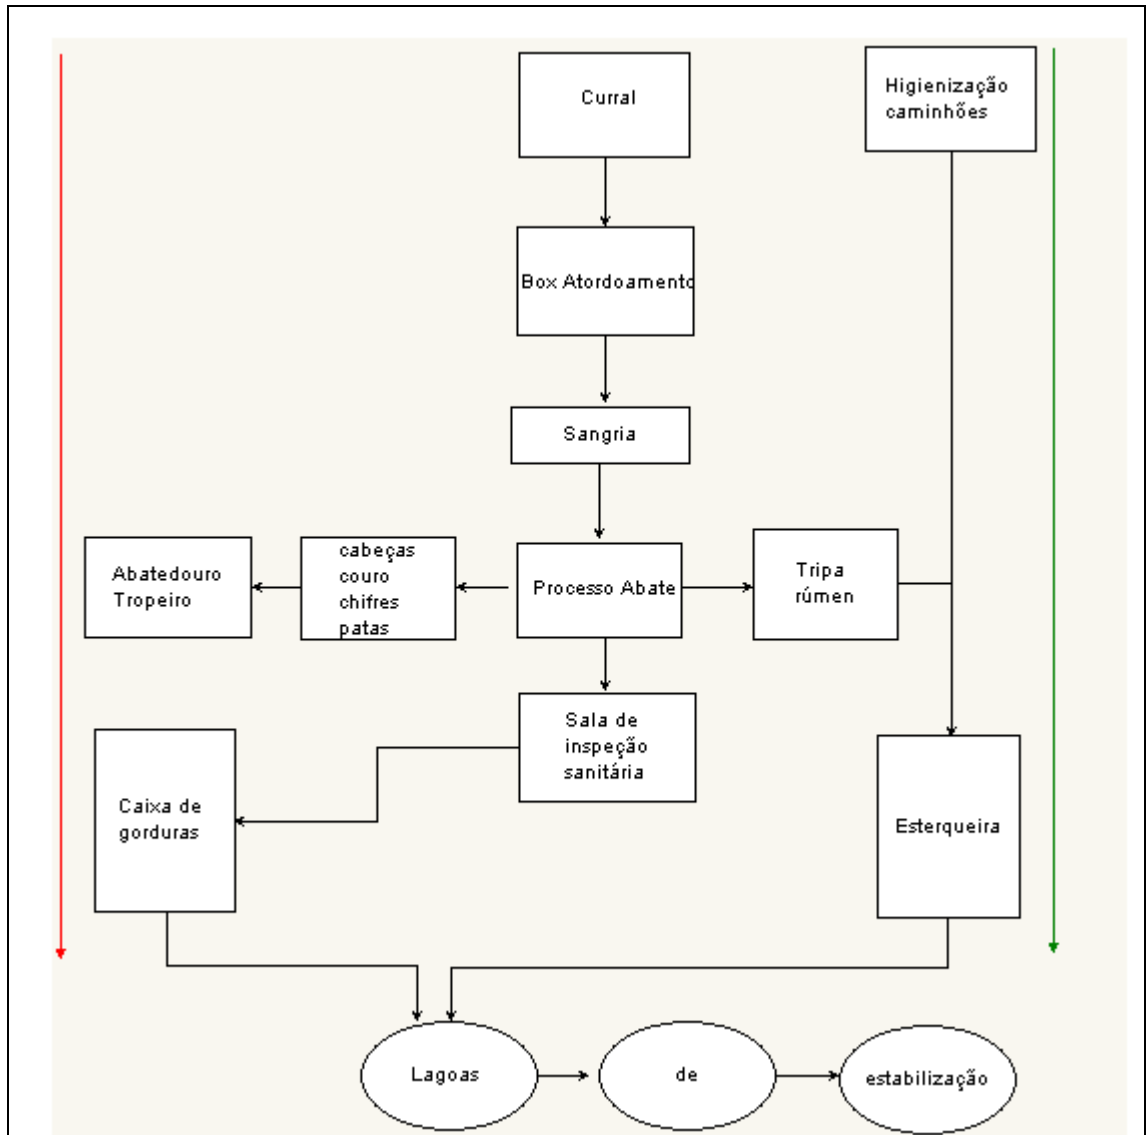 Curral
Higienização
caminhões
Box Atordoamento
Sangria
Abatedouro
Tropeiro
cabeças
couro
chifres
patas
Processo Abate
Tripa
rúmen
Sala de
inspeção
sanitária
Caixa de
gorduras
Esterqueira
Lagoas
de
estabilização